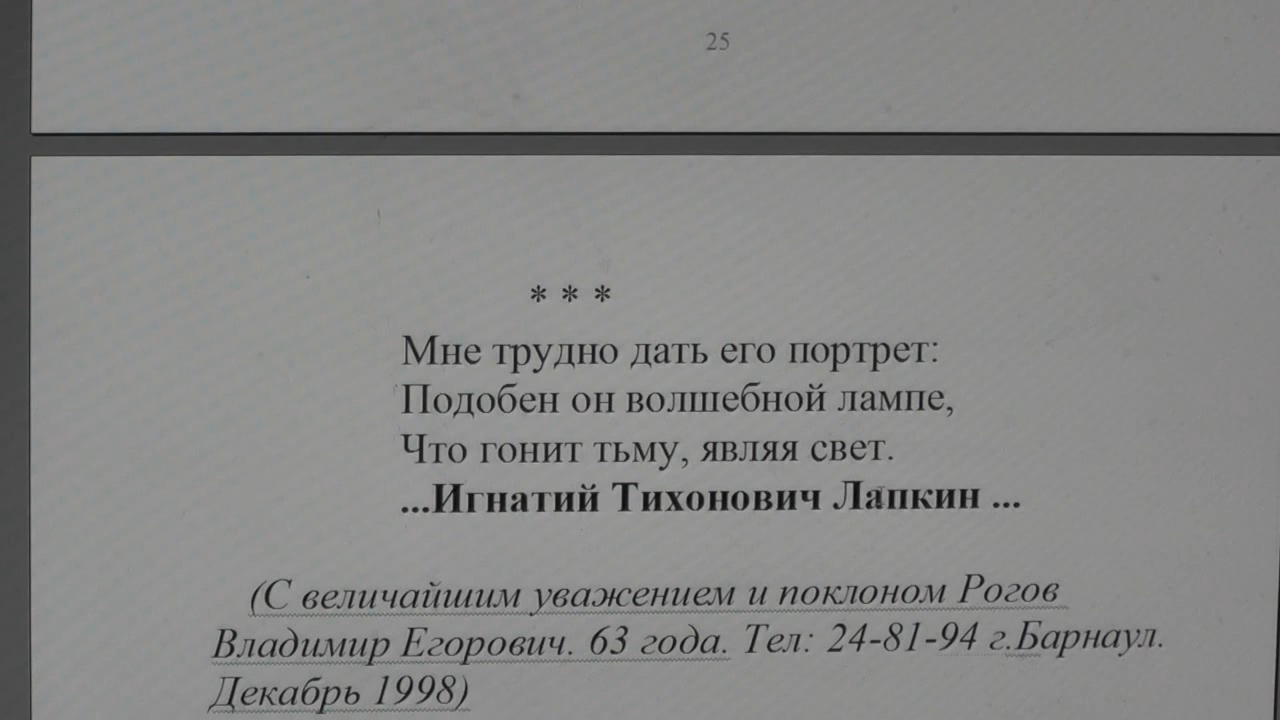 25
* * *
Мне трудно дать его портрет:
Подобен он волшебной лампе,
Что гонит тьму, являя свет.
...Игнатий Тихонович Лапкин ...
(С величайшим уважением и поклоном Рогов
Владимир Егорович. 63 года. Тел: 24-81-94 г.Барнаул.
Декабрь 1998)